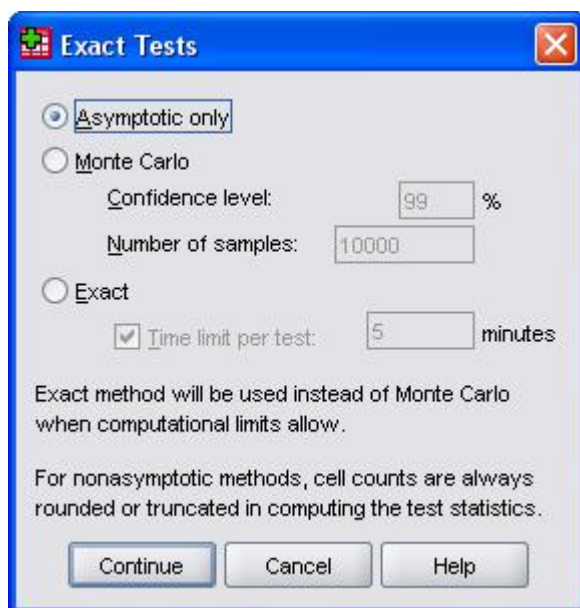 Exact Tests
Asymptotic only
Monte Carlo
Confidence level: 99 %
Number of samples: 10000
Exact
Time limit per test: 5 minutes
Exact method will be used instead of Monte Carlo
when computational limits allow.
For nonasymptotic methods, cell counts are always
rounded or truncated in computing the test statistics.
Continue Cancel Help